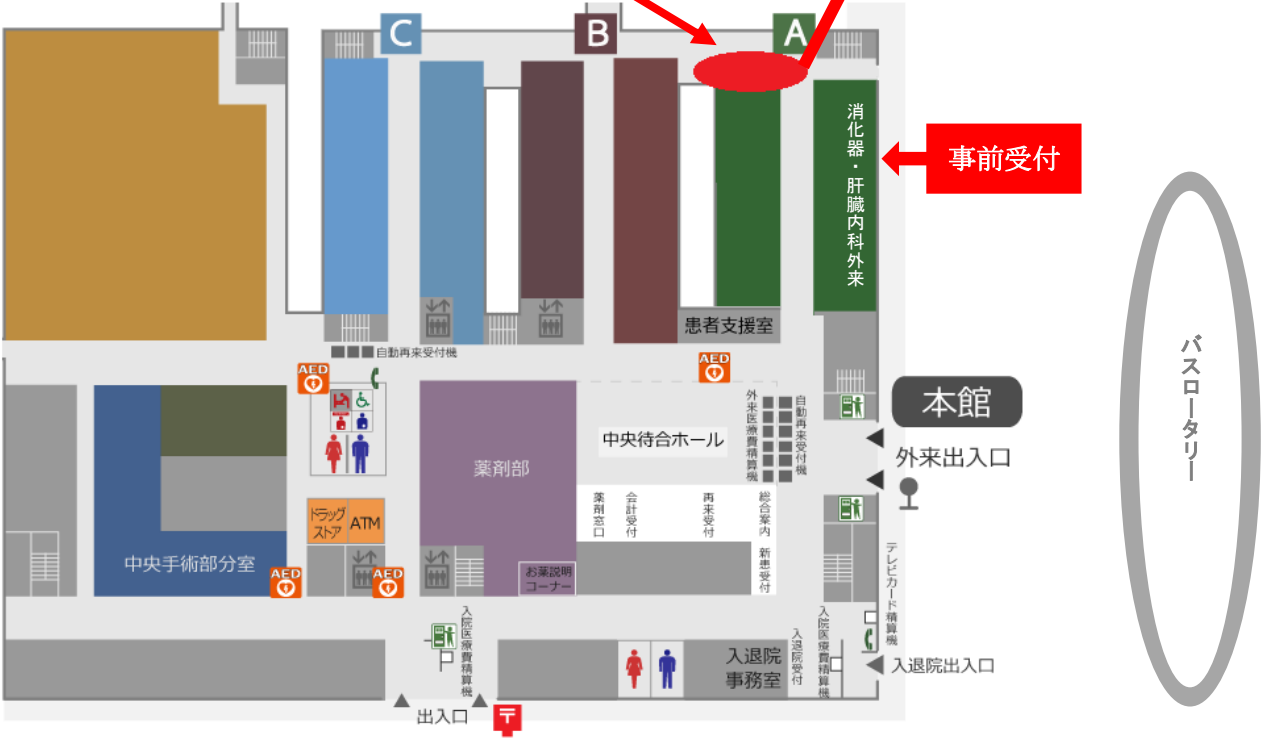 C
B
A
消化器・肝臓内科外来
事前受付
患者支援室
自動再来受付機
AED
AED
バスロータリー
本館
外来医療費精算機
自動再来受付機
中央待合ホール
外来出入口
薬剤部
薬剤窓口
会計受付
再来受付
総合案内
新患受付
ドラッグ
ストア
ATM
中央手術部分室
AED
AED
お薬説明
コーナー
テレビカード精算機
入院医療費精算機
入退院
事務室
入退院受付
入院医療費精算機
入退院出入口
出入口
〒